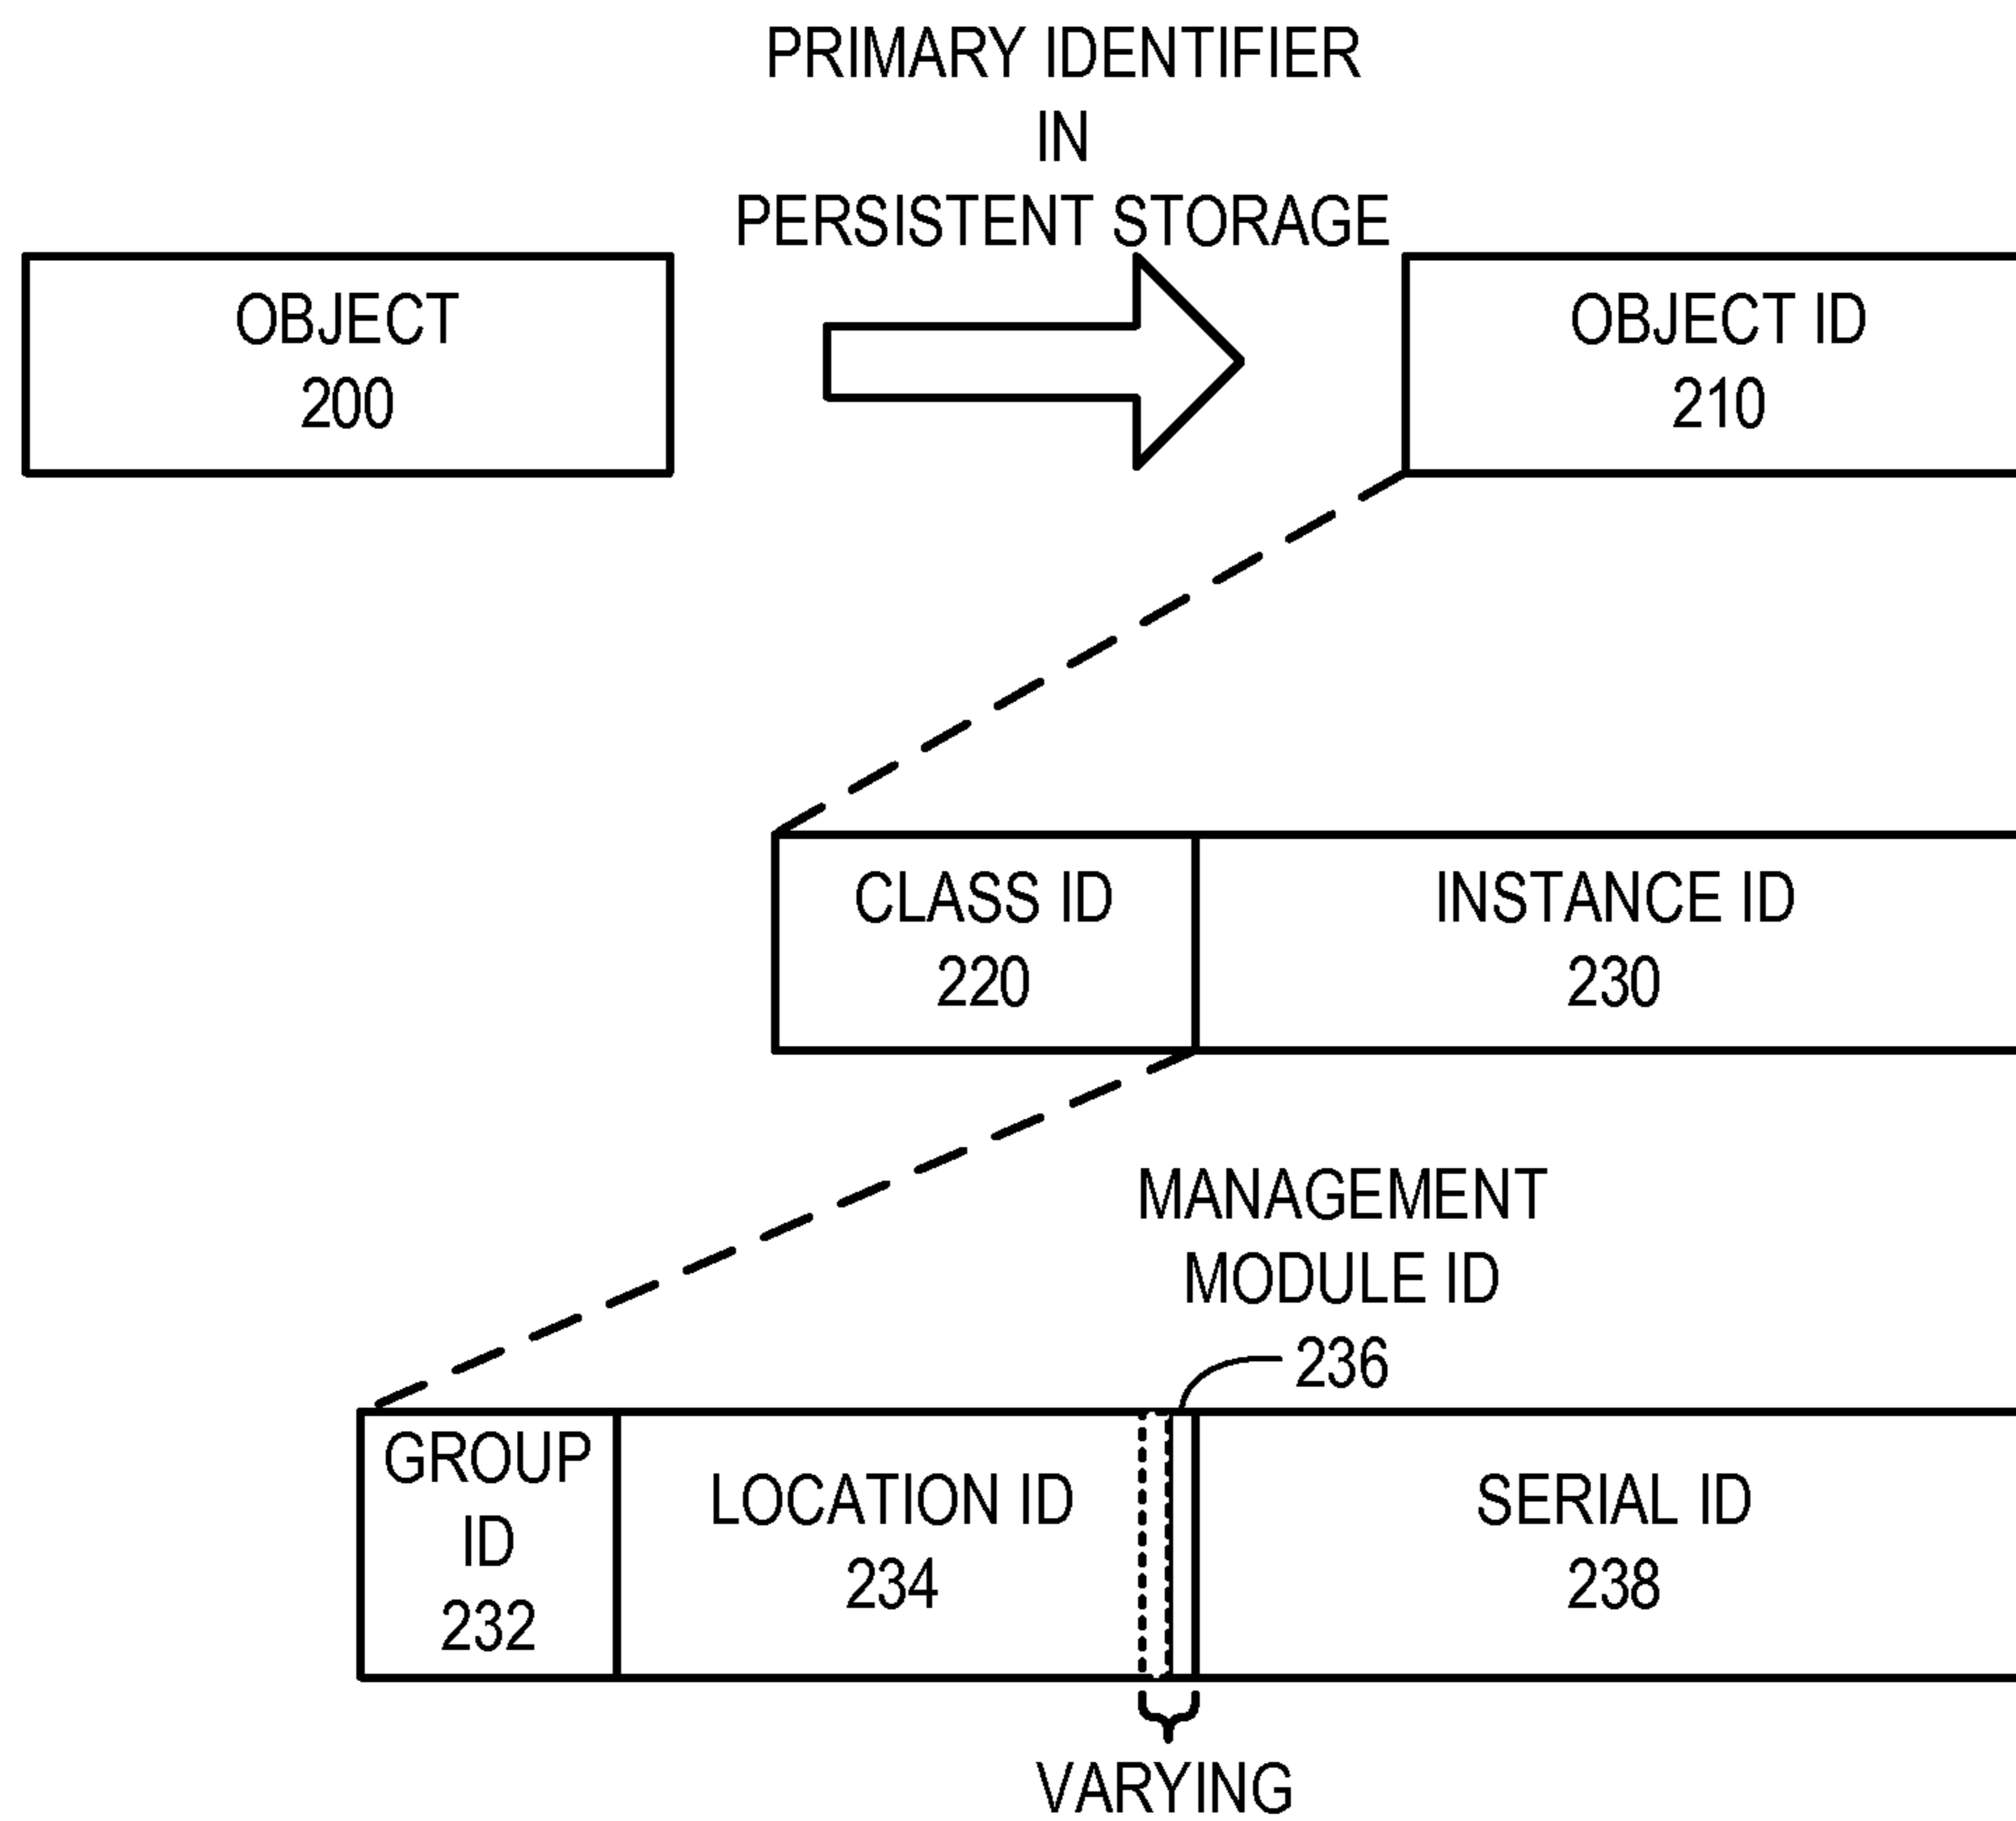 PRIMARY IDENTIFIER
IN
PERSISTENT STORAGE
OBJECT
200
OBJECT ID
210
CLASS ID
220
INSTANCE ID
230
MANAGEMENT
MODULE ID
236
GROUP
ID
232
LOCATION ID
234
SERIAL ID
238
VARYING